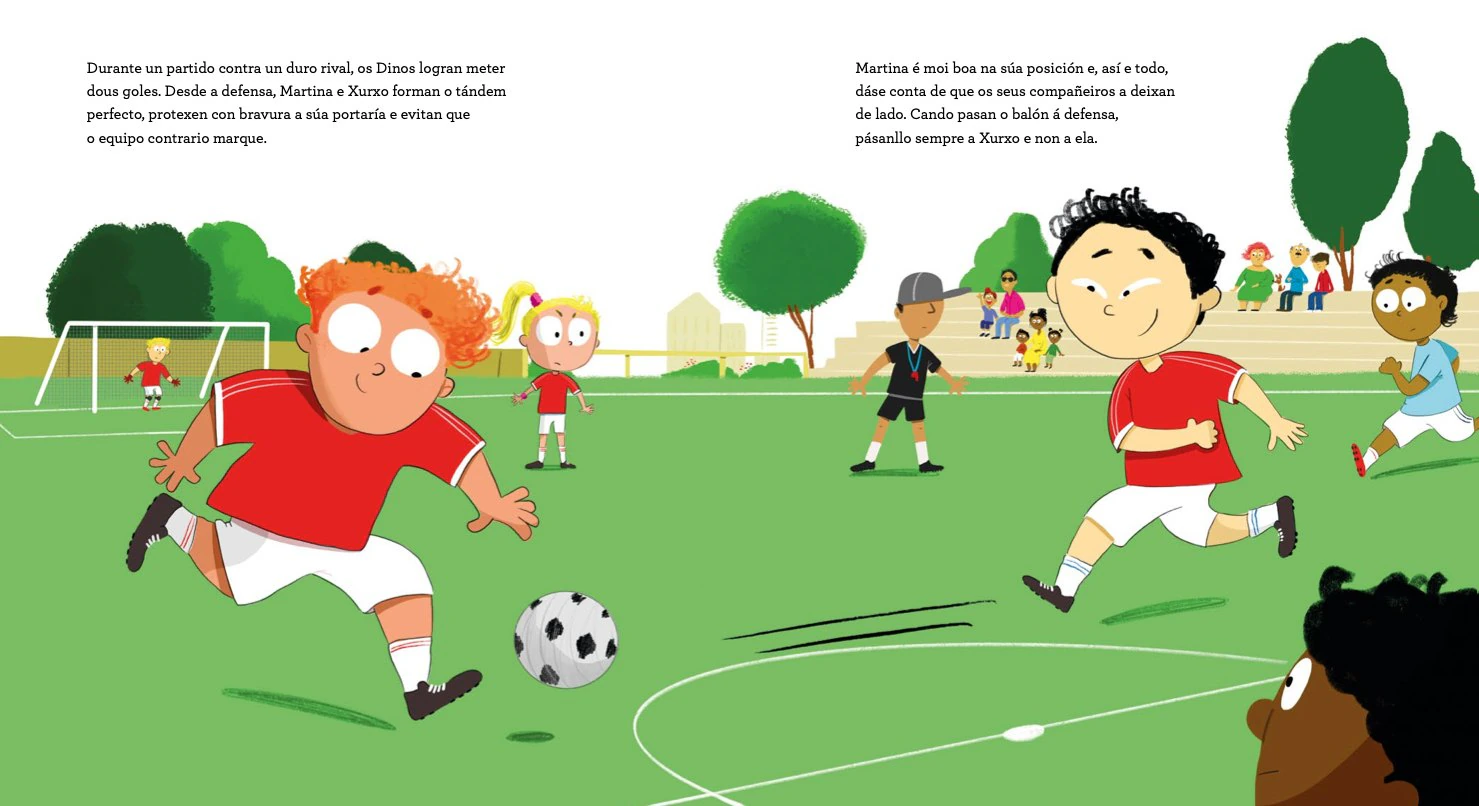 Durante un partido contra un duro rival, os Dinos logran meter
dous goles. Desde a defensa, Martina e Xurxo forman o tándem
perfecto, protexen con bravura a súa portaría e evitan que
o equipo contrario marque.
Martina é moi boa na súa posición e, así e todo,
dáse conta de que os seus compañeiros a deixan
de lado. Cando pasan o balón á defensa,
pásanllo sempre a Xurxo e non a ela.